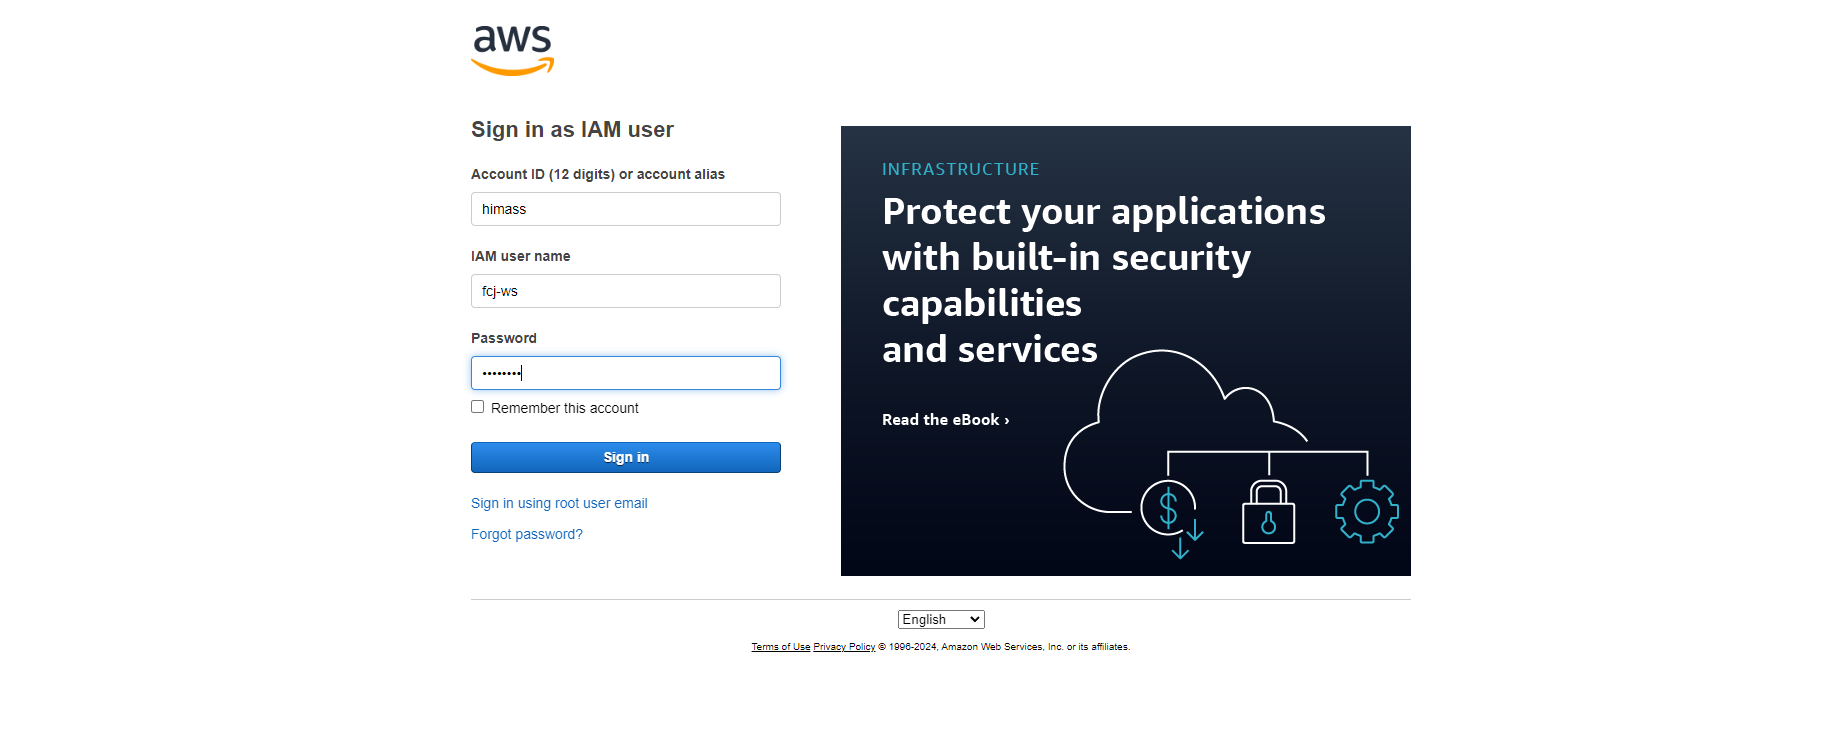 aws
Sign in as IAM user
Account ID (12 digits) or account alias
himass
IAM user name
fcj-ws
Password
••••••••
Remember this account
Sign in
Sign in using root user email
Forgot password?
INFRASTRUCTURE
Protect your applications
with built-in security
capabilities
and services
Read the eBook ›
$
English
Terms of Use Privacy Policy © 1996-2024, Amazon Web Services, Inc. or its affiliates.